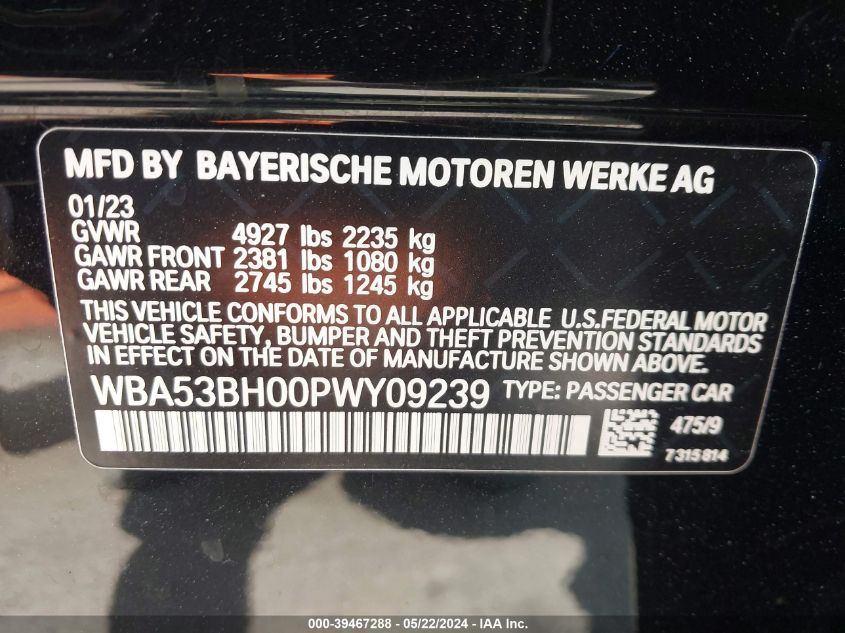 MFD BY BAYERISCHE MOTOREN WERKE AG
01/23
GVWR 4927 lbs 2235 kg
GAWR FRONT 2381 lbs 1080 kg
GAWR REAR 2745 lbs 1245 kg
THIS VEHICLE CONFORMS TO ALL APPLICABLE U.S.FEDERAL MOTOR
VEHICLE SAFETY, BUMPER AND THEFT PREVENTION STANDARDS
IN EFFECT ON THE DATE OF MANUFACTURE SHOWN ABOVE.
WBA53BH00PWY09239 TYPE: PASSENGER CAR
475/9
7315814
000-39467288 - 05/22/2024 - IAA Inc.